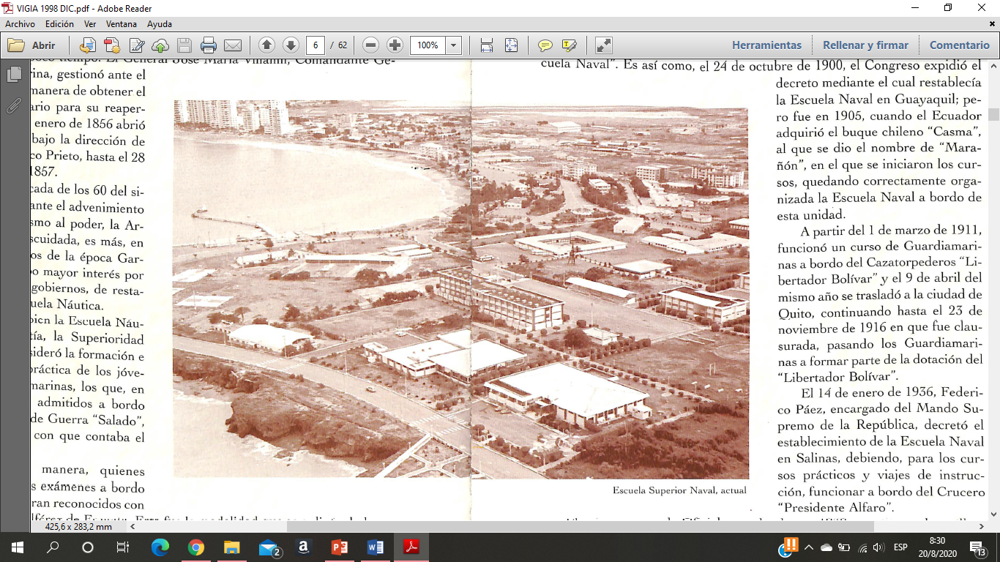 VIGIA 1998 DIC.pdf - Adobe Reader
Archivo Edición Ver Ventana Ayuda
Abrir
6 / 62
100%
Herramientas
Rellenar y firmar
Comentario
poco tiempo. El General José María Villamil, Comandante Ge-
rina, gestionó ante el
manera de obtener el
ario para su reaper-
enero de 1856 abrió
bajo la dirección de
co Prieto, hasta el 28
1857.
cada de los 60 del si-
ante el advenimiento
smo al poder, la Ar-
scuidada, es más, en
os de la época Gar-
o mayor interés por
gobiernos, de resta-
uela Náutica.
bien la Escuela Náu-
tía, la Superioridad
sideró la formación e
práctica de los jóve-
marinas, los que, en
admitidos a bordo
de Guerra “Salado”,
con que contaba el
manera, quienes
s exámenes a bordo
ran reconocidos con
cuela Naval”. Es así como, el 24 de octubre de 1900, el Congreso expidió el
decreto mediante el cual restablecía
la Escuela Naval en Guayaquil; pe-
ro fue en 1905, cuando el Ecuador
adquirió el buque chileno “Casma”,
al que se dio el nombre de “Mara-
ñón”, en el que se iniciaron los cur-
sos, quedando correctamente orga-
nizada la Escuela Naval a bordo de
esta unidad.
A partir del 1 de marzo de 1911,
funcionó un curso de Guardiamari-
nas a bordo del Cazatorpederos “Li-
bertador Bolívar” y el 9 de abril del
mismo año se trasladó a la ciudad de
Quito, continuando hasta el 23 de
noviembre de 1916 en que fue clau-
surada, pasando los Guardiamari-
nas a formar parte de la dotación del
“Libertador Bolívar”.
El 14 de enero de 1936, Federi-
co Páez, encargado del Mando Su-
premo de la República, decretó el
establecimiento de la Escuela Naval
en Salinas, debiendo, para los cur-
sos prácticos y viajes de instruc-
ción, funcionar a bordo del Crucero
“Presidente Alfaro”.
Escuela Superior Naval, actual
425,6 x 283,2 mm
2
ESP
8:30
20/8/2020
13